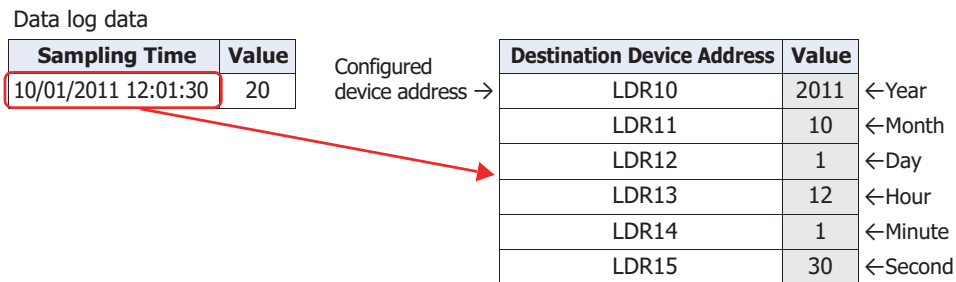 Data log data
Sampling Time Value
10/01/2011 12:01:30 20
Configured
device address →
Destination Device Address Value
LDR10 2011 ←Year
LDR11 10 ←Month
LDR12 1 ←Day
LDR13 12 ←Hour
LDR14 1 ←Minute
LDR15 30 ←Second